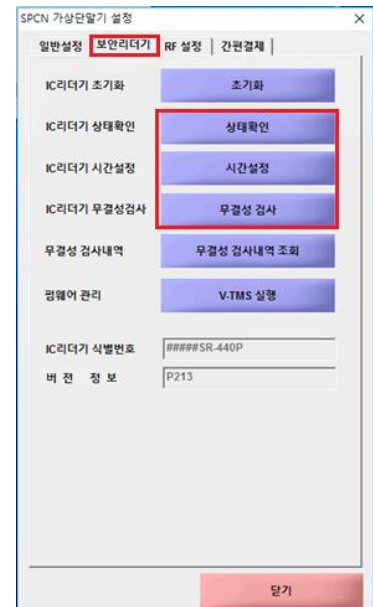 SPCN 가상단말기 설정
일반설정 보안리더기 RF 설정 간편결제
IC리더기 초기화 초기화
IC리더기 상태확인 상태확인
IC리더기 시간설정 시간설정
IC리더기 무결성검사 무결성 검사
무결성 검사내역 무결성 검사내역 조회
펌웨어 관리 V-TMS 실행
IC리더기 식별번호 #####SR-440P
버 젼 정 보 P213
닫기